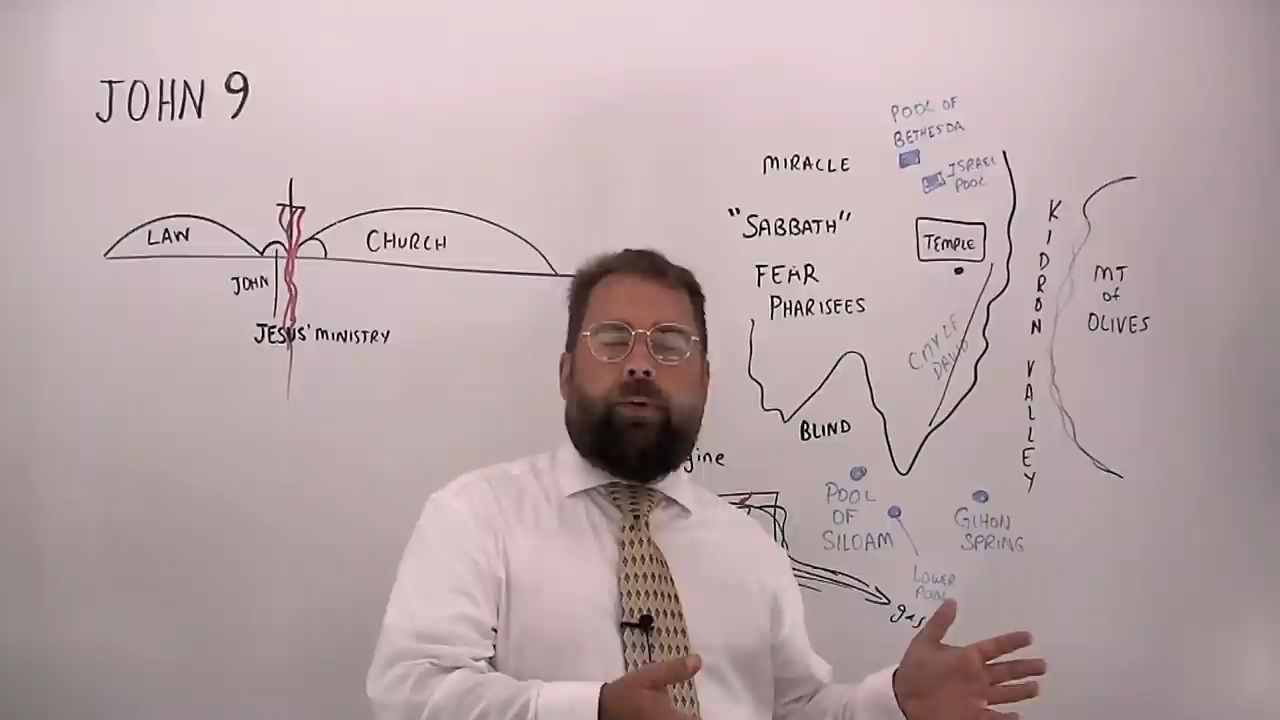 JOHN 9
LAW
CHURCH
JOHN
JESUS' MINISTRY
MIRACLE
"SABBATH"
FEAR
PHARISEES
BLIND
POOL OF
BETHESDA
ISRAEL
POOL
TEMPLE
CITY OF
DAVID
KIDRON VALLEY
MT
of
OLIVES
POOL
OF
SILOAM
GIHON
SPRING
LOWER
gas